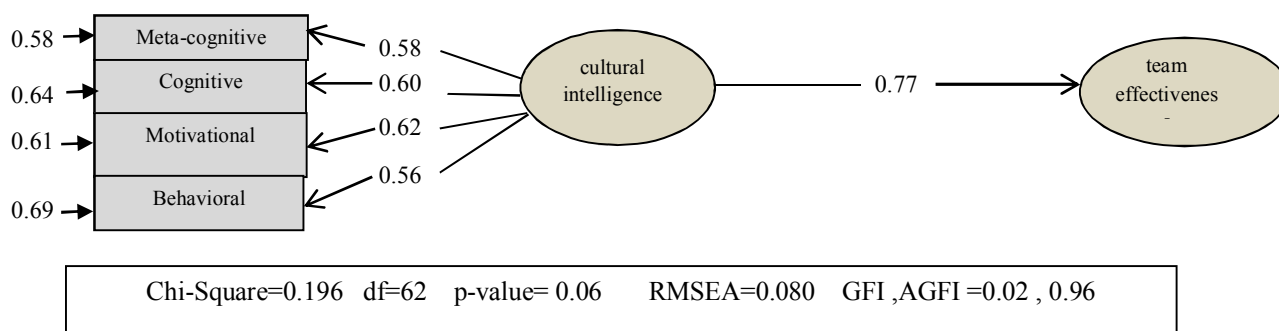 0.58
Meta-cognitive
0.58
0.64
Cognitive
0.60
0.61
Motivational
0.62
0.69
Behavioral
0.56
cultural
intelligence
0.77
team
effectivenes
Chi-Square=0.196 df=62 p-value= 0.06 RMSEA=0.080 GFI ,AGFI =0.02 , 0.96